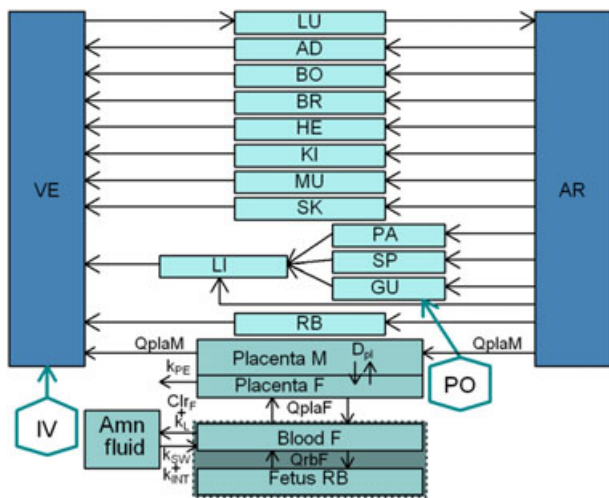 LU
AD
BO
BR
HE
KI
MU
SK
VE
AR
PA
LI
SP
GU
RB
QplaM
Placenta M
Dpl
QplaM
kPE
Placenta F
PO
IV
ClrF
+
kL
QplaF
Amn
fluid
Blood F
kSW
+
kINT
QrbF
Fetus RB